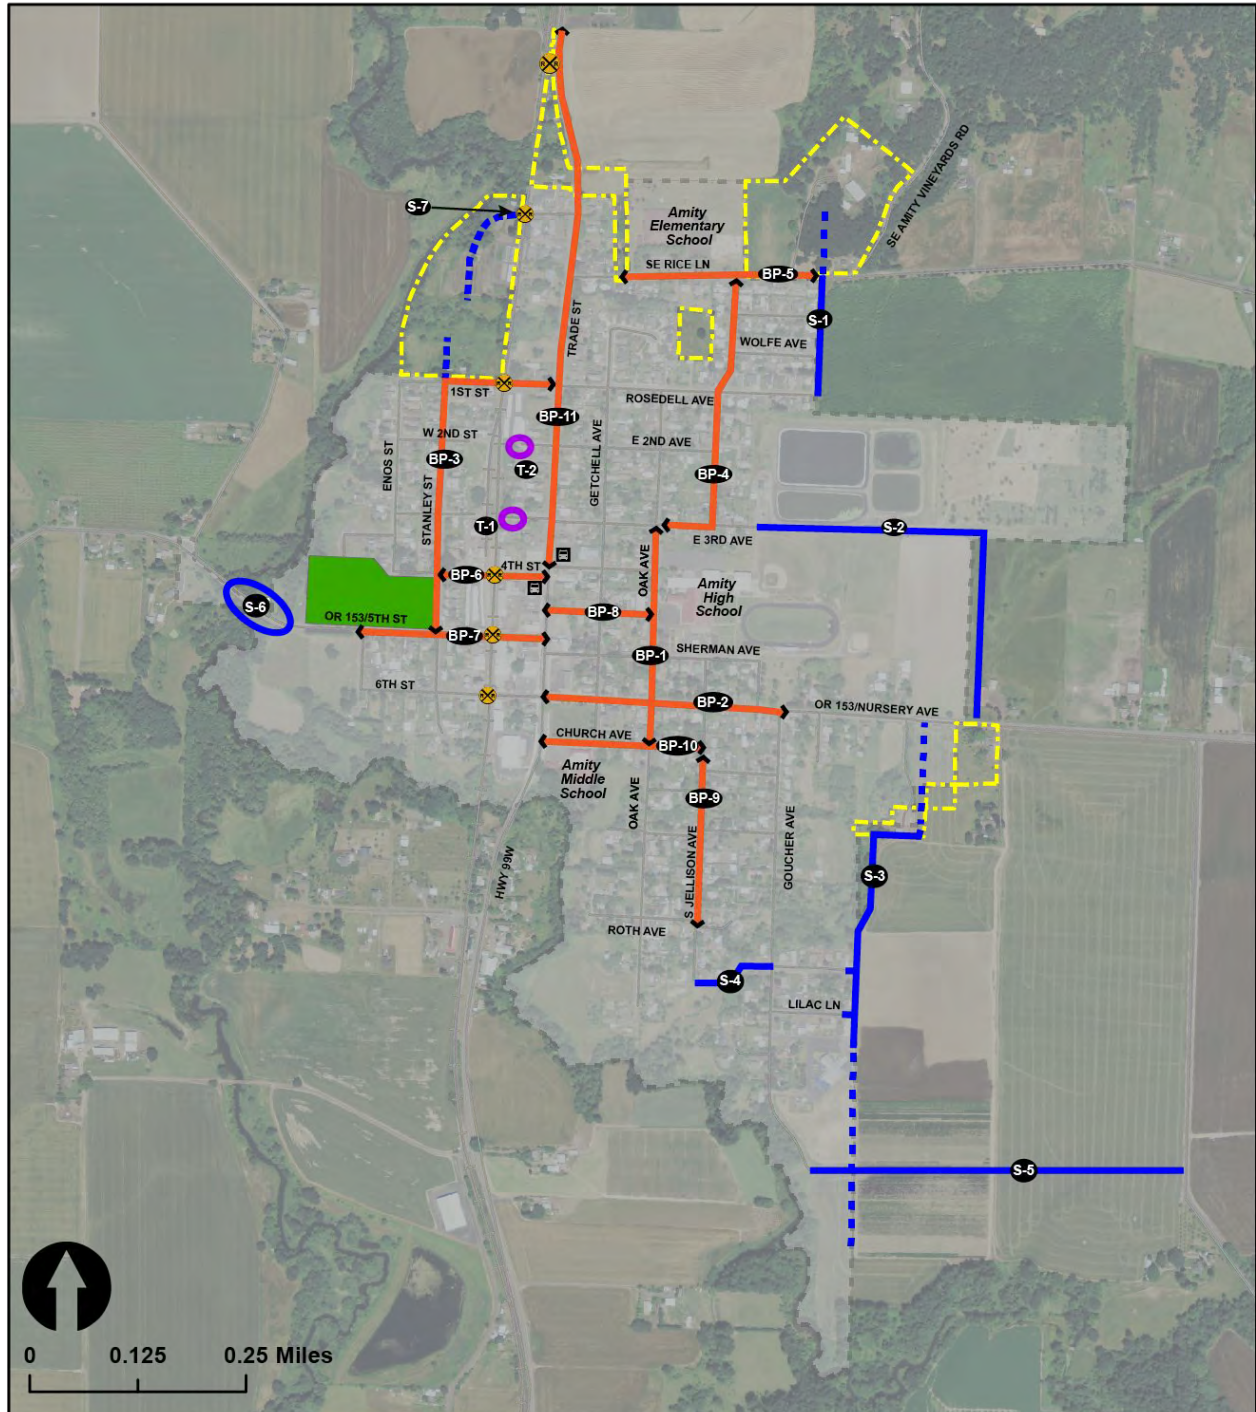 SE AMITY VINEYARDS RD
S-7
Amity
Elementary
School
SE RICE LN
BP-5
S-1
TRADE ST
WOLFE AVE
1ST ST
ROSEDELL AVE
BP-11
W 2ND ST
E 2ND AVE
ENOS ST
BP-3
GETCHELL AVE
T-2
BP-4
STANLEY ST
T-1
S-2
E 3RD AVE
4TH ST
BP-6
OAK AVE
Amity
High
School
S-6
OR 153/5TH ST
BP-8
BP-7
BP-1
SHERMAN AVE
6TH ST
BP-2
OR 153/NURSERY AVE
CHURCH AVE
BP-10
Amity
Middle
School
OAK AVE
BP-9
S JELLISON AVE
GOUCHER AVE
HWY 99W
S-3
ROTH AVE
S-4
LILAC LN
S-5
0 0.125 0.25 Miles